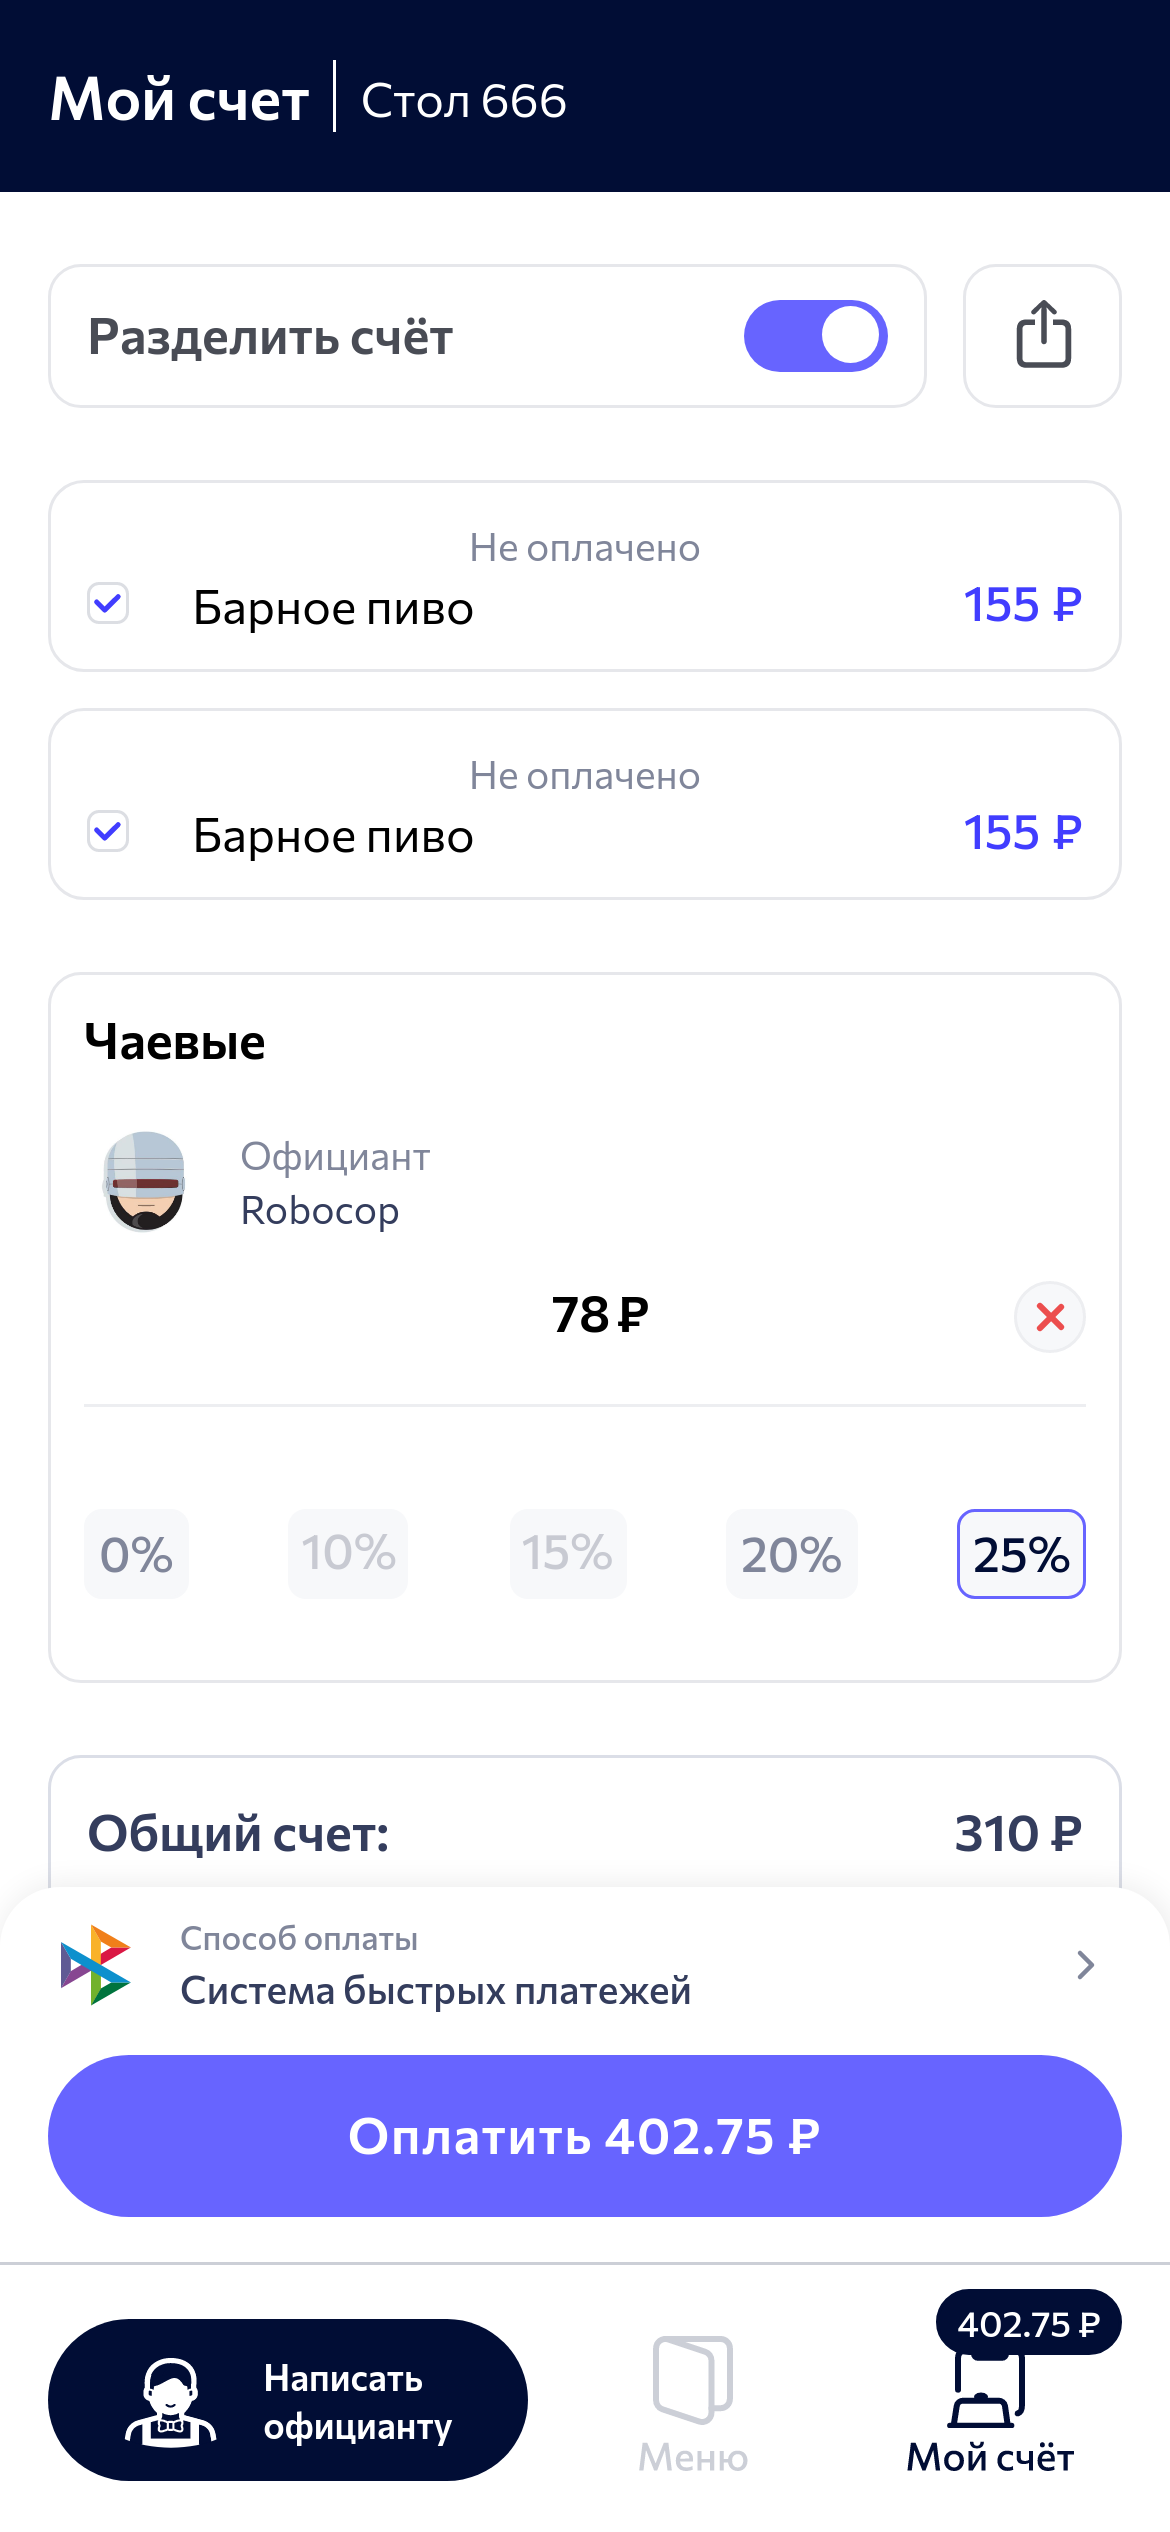 Мой счет
Стол 666
Разделить счёт
Не оплачено
Барное пиво
155 ₽
Не оплачено
Барное пиво
155 ₽
Чаевые
Официант
Robocop
78 ₽
0%
10%
15%
20%
25%
Общий счет:
310 ₽
Способ оплаты
Система быстрых платежей
Оплатить 402.75 ₽
402.75 ₽
Написать
официанту
Меню
Мой счёт